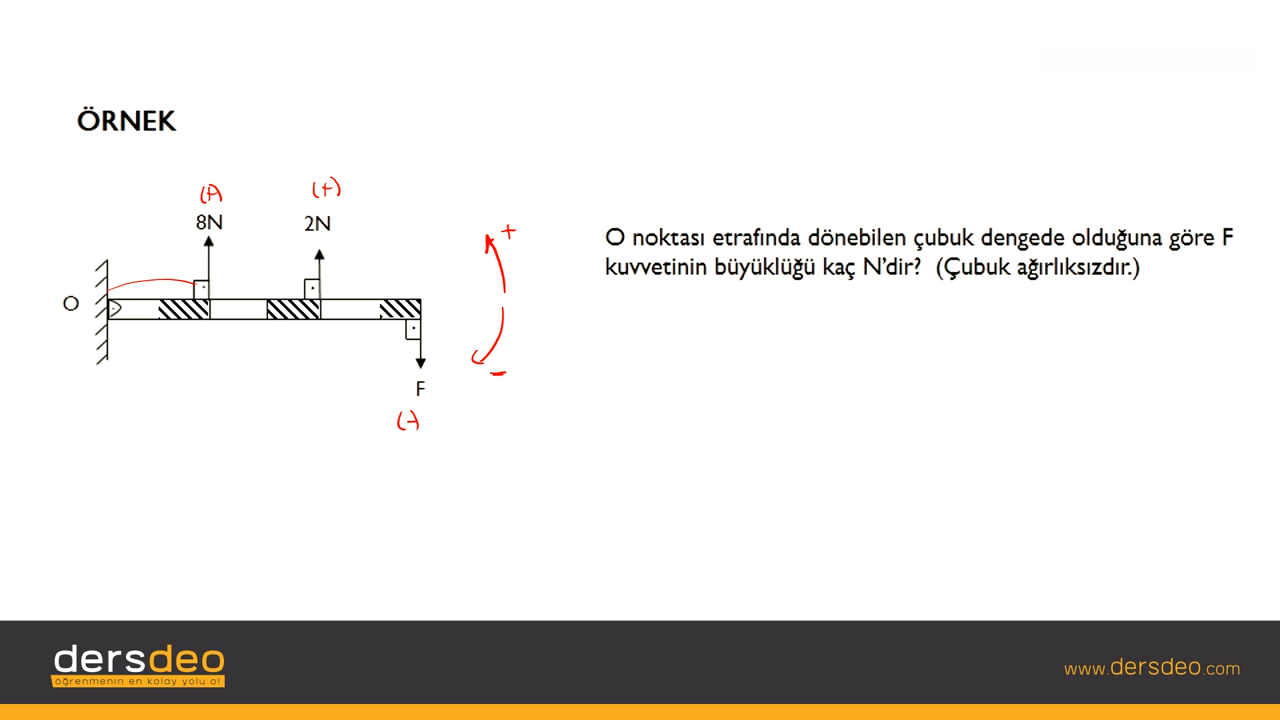 ÖRNEK
(+) (+)
8N 2N
+
O
-
F
(-)
O noktası etrafında dönebilen çubuk dengede olduğuna göre F
kuvvetinin büyüklüğü kaç N'dir? (Çubuk ağırlıksızdır.)
dersdeo
öğrenmenin en kolay yolu o!
www.dersdeo.com